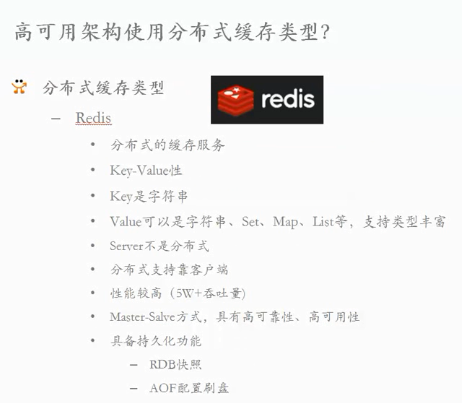 高可用架构使用分布式缓存类型?
分布式缓存类型
redis
– Redis
• 分布式的缓存服务
• Key-Value性
• Key是字符串
• Value可以是字符串、Set、Map、List等，支持类型丰富
• Server不是分布式
• 分布式支持靠客户端
• 性能较高（5W+吞吐量)
• Master-Salve方式，具有高可靠性、高可用性
• 具备持久化功能
– RDB快照
– AOF配置刷盘